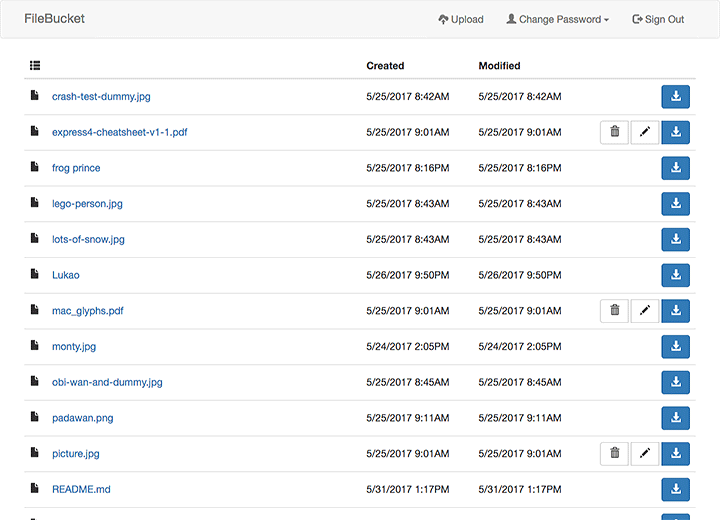 FileBucket Upload Change Password Sign Out
Created Modified
crash-test-dummy.jpg 5/25/2017 8:42AM 5/25/2017 8:42AM
express4-cheatsheet-v1-1.pdf 5/25/2017 9:01AM 5/25/2017 9:01AM
frog prince 5/25/2017 8:16PM 5/25/2017 8:16PM
lego-person.jpg 5/25/2017 8:43AM 5/25/2017 8:43AM
lots-of-snow.jpg 5/25/2017 8:43AM 5/25/2017 8:43AM
Lukao 5/26/2017 9:50PM 5/26/2017 9:50PM
mac_glyphs.pdf 5/25/2017 9:01AM 5/25/2017 9:01AM
monty.jpg 5/24/2017 2:05PM 5/24/2017 2:05PM
obi-wan-and-dummy.jpg 5/25/2017 8:45AM 5/25/2017 8:45AM
padawan.png 5/25/2017 9:11AM 5/25/2017 9:11AM
picture.jpg 5/25/2017 9:01AM 5/25/2017 9:01AM
README.md 5/31/2017 1:17PM 5/31/2017 1:17PM